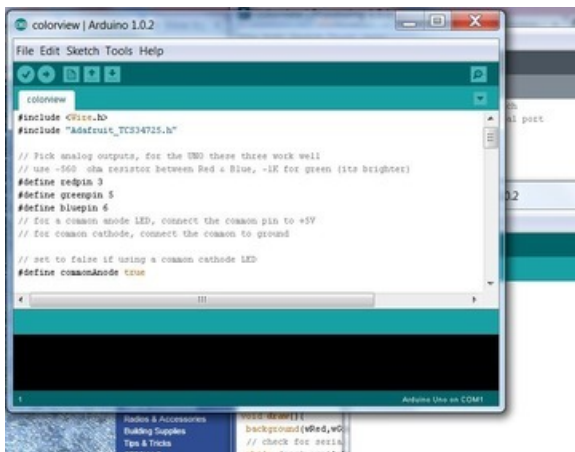 colorview | Arduino 1.0.2
File Edit Sketch Tools Help
colorview
#include <Wire.h>
#include "Adafruit_TCS34725.h"
// Pick analog outputs, for the UNO these three work well
// use ~560 ohm resistor between Red & Blue, ~1K for green (its brighter)
#define redpin 3
#define greenpin 5
#define bluepin 6
// for a common anode LED, connect the common pin to +5V
// for common cathode, connect the common to ground
// set to false if using a common cathode LED
#define commonAnode true
1
Arduino Uno on COM1
ch
al port
0.2
Radios & Accessories
Building Supplies
Tips & Tricks
void draw(){
background(wRed,wG
// check for seria